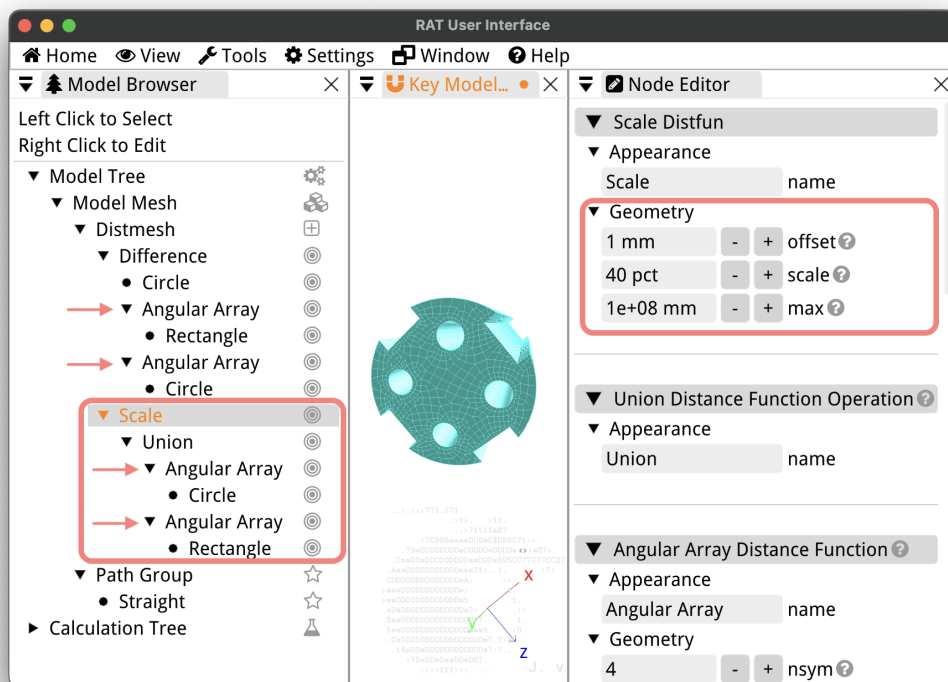 RAT User Interface
Home View Tools Settings Window Help
Model Browser
Key Model...
Node Editor
Left Click to Select
Right Click to Edit
Model Tree
Model Mesh
Distmesh
Difference
Circle
Angular Array
Rectangle
Angular Array
Circle
Scale
Union
Angular Array
Circle
Angular Array
Rectangle
Path Group
Straight
Calculation Tree
x
y
z
Scale Distfun
Appearance
Scale name
Geometry
1 mm - + offset ?
40 pct - + scale ?
1e+08 mm - + max ?
Union Distance Function Operation ?
Appearance
Union name
Angular Array Distance Function ?
Appearance
Angular Array name
Geometry
4 - + nsym ?